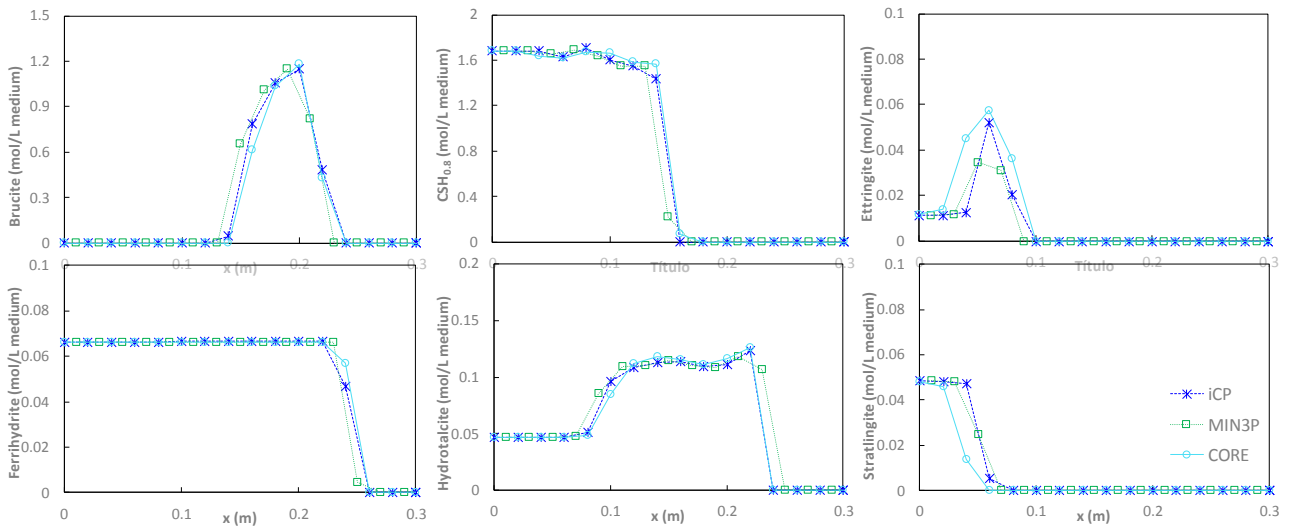 Brucite (mol/L medium)
1.5
1.2
0.9
0.6
0.3
0
0 0.1 0.2 0.3
x (m)
CSH0.8 (mol/L medium)
2
1.6
1.2
0.8
0.4
0
0 0.1 0.2 0.3
Título
Ettringite (mol/L medium)
0.1
0.08
0.06
0.04
0.02
0
0 0.1 0.2 0.3
Título
Ferrihydrite (mol/L medium)
0.1
0.08
0.06
0.04
0.02
0
0 0.1 0.2 0.3
x (m)
Hydrotalcite (mol/L medium)
0.2
0.15
0.1
0.05
0
0 0.1 0.2 0.3
x (m)
Stratlingite (mol/L medium)
0.1
0.08
0.06
0.04
0.02
0
0 0.1 0.2 0.3
x (m)
iCP
MIN3P
CORE